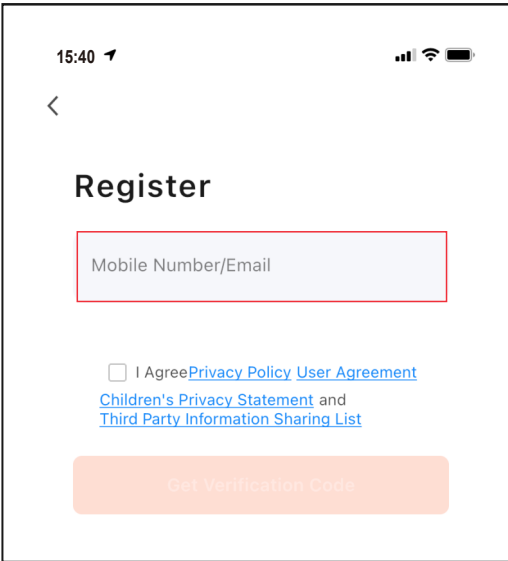 15:40
Register
Mobile Number/Email
I AgreePrivacy Policy User Agreement
Children's Privacy Statement and
Third Party Information Sharing List
Get Verification Code